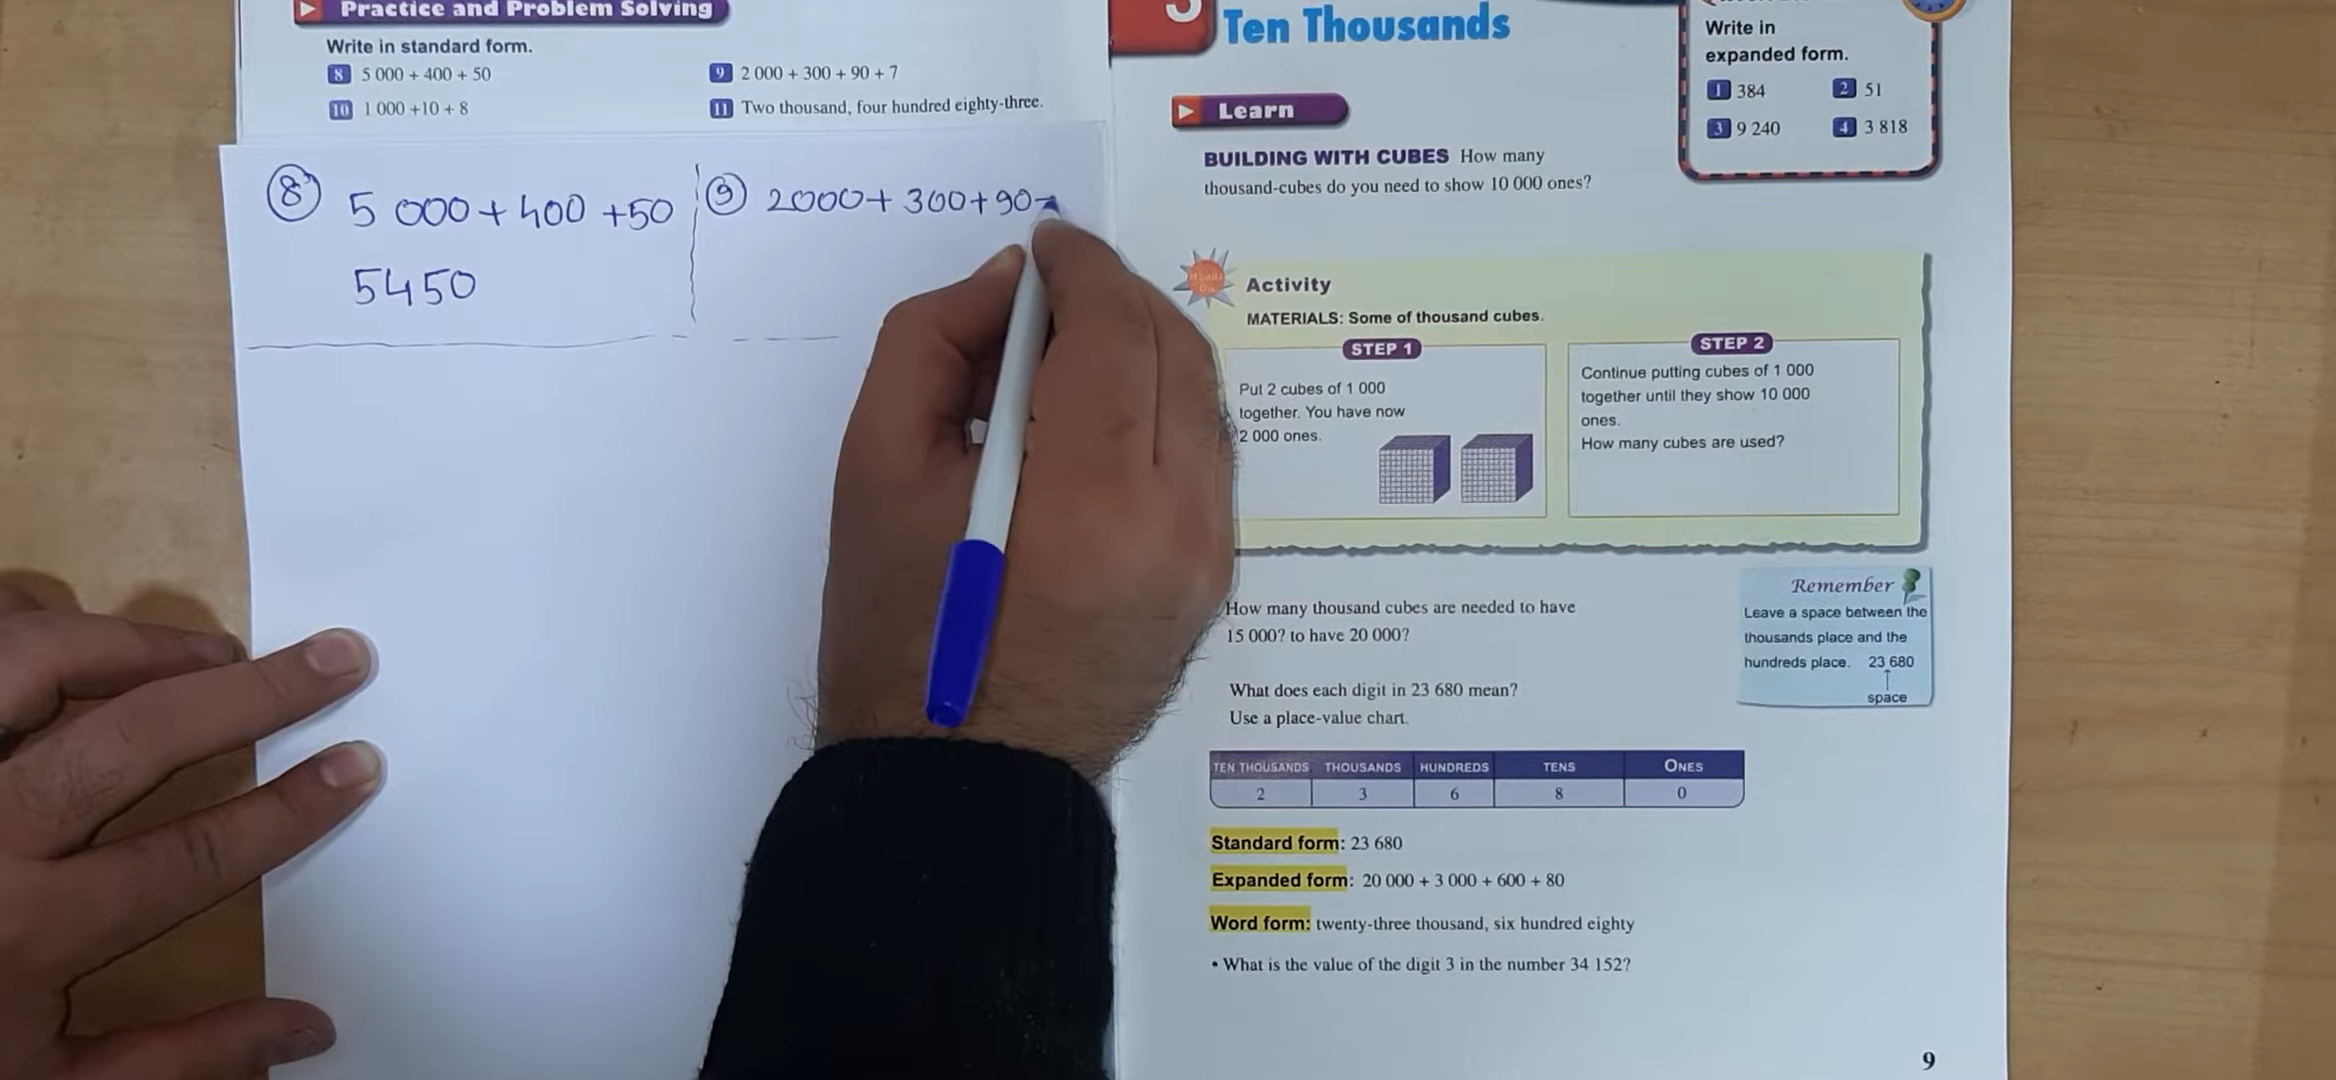 Practice and Problem Solving
Write in standard form.
8 5 000 + 400 + 50
9 2 000 + 300 + 90 + 7
10 1 000 +10 + 8
11 Two thousand, four hundred eighty-three.
8 5 000 + 400 + 50
5450
9 2000 + 300 + 90
Ten Thousands
Write in
expanded form.
1 384
2 51
3 9 240
4 3 818
Learn
BUILDING WITH CUBES How many
thousand-cubes do you need to show 10 000 ones?
Activity
MATERIALS: Some of thousand cubes.
STEP 1
Put 2 cubes of 1 000
together. You have now
2 000 ones.
STEP 2
Continue putting cubes of 1 000
together until they show 10 000
ones.
How many cubes are used?
How many thousand cubes are needed to have
15 000? to have 20 000?
Remember
Leave a space between the
thousands place and the
hundreds place. 23 680
space
What does each digit in 23 680 mean?
Use a place-value chart.
TEN THOUSANDS THOUSANDS HUNDREDS TENS ONES
2 3 6 8 0
Standard form: 23 680
Expanded form: 20 000 + 3 000 + 600 + 80
Word form: twenty-three thousand, six hundred eighty
• What is the value of the digit 3 in the number 34 152?
9